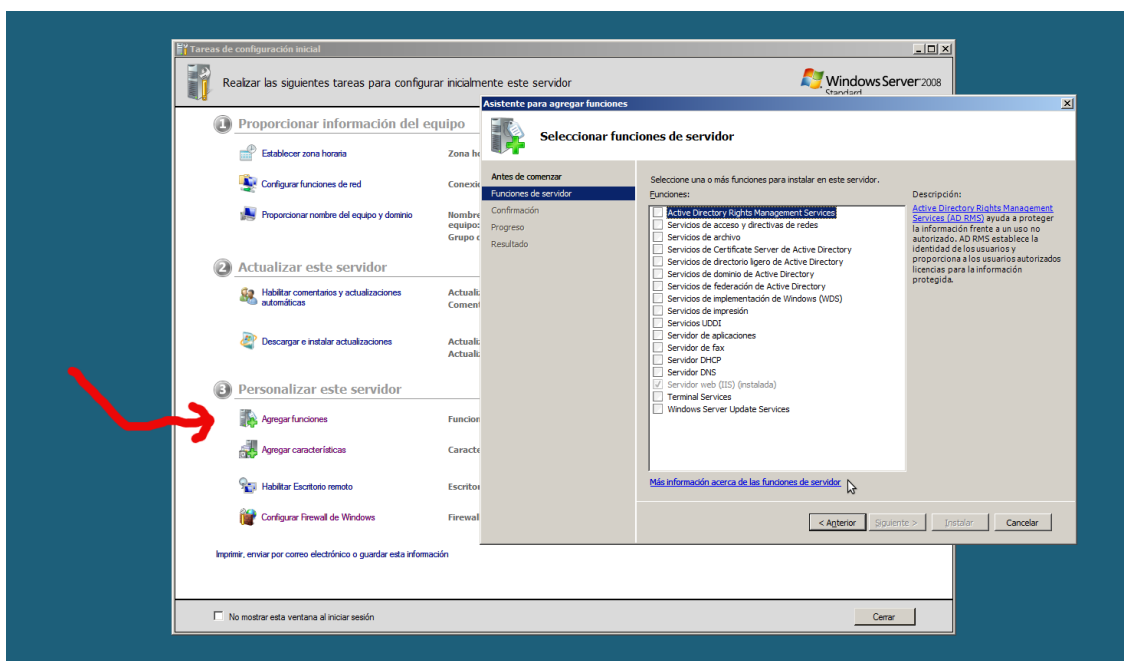 Tareas de configuración inicial
Realizar las siguientes tareas para configurar inicialmente este servidor
Windows Server 2008
Standard
1 Proporcionar información del equipo
Establecer zona horaria
Zona
Configurar funciones de red
Proporcionar nombre del equipo y dominio
equipo:
Grupo
2 Actualizar este servidor
Habilitar comentarios y actualizaciones
automáticas
Descargar e instalar actualizaciones
3 Personalizar este servidor
Agregar funciones
Agregar características
Habilitar Escritorio remoto
Configurar Firewall de Windows
Firewal
Imprimir, enviar por correo electrónico o guardar esta información
No mostrar esta ventana al iniciar sesión
Cerrar
Asistente para agregar funciones
Seleccionar funciones de servidor
Antes de comenzar
Funciones de servidor
Confirmación
Progreso
Resultado
Seleccione una o más funciones para instalar en este servidor.
Funciones:
Active Directory Rights Management Services
Servicios de acceso y directivas de redes
Servicios de archivo
Servicios de Certificate Server de Active Directory
Servicios de directorio ligero de Active Directory
Servicios de dominio de Active Directory
Servicios de federación de Active Directory
Servicios de implementación de Windows (WDS)
Servicios de impresión
Servicios UDDI
Servidor de aplicaciones
Servidor de fax
Servidor DHCP
Servidor DNS
Servidor web (IIS) (instalada)
Terminal Services
Windows Server Update Services
Más información acerca de las funciones de servidor
Descripción:
Active Directory Rights Management
Services (AD RMS) ayuda a proteger
la información frente a un uso no
autorizado. AD RMS establece la
identidad de los usuarios y
proporciona a los usuarios autorizados
licencias para la información
protegida.
< Anterior
Siguiente >
Instalar
Cancelar